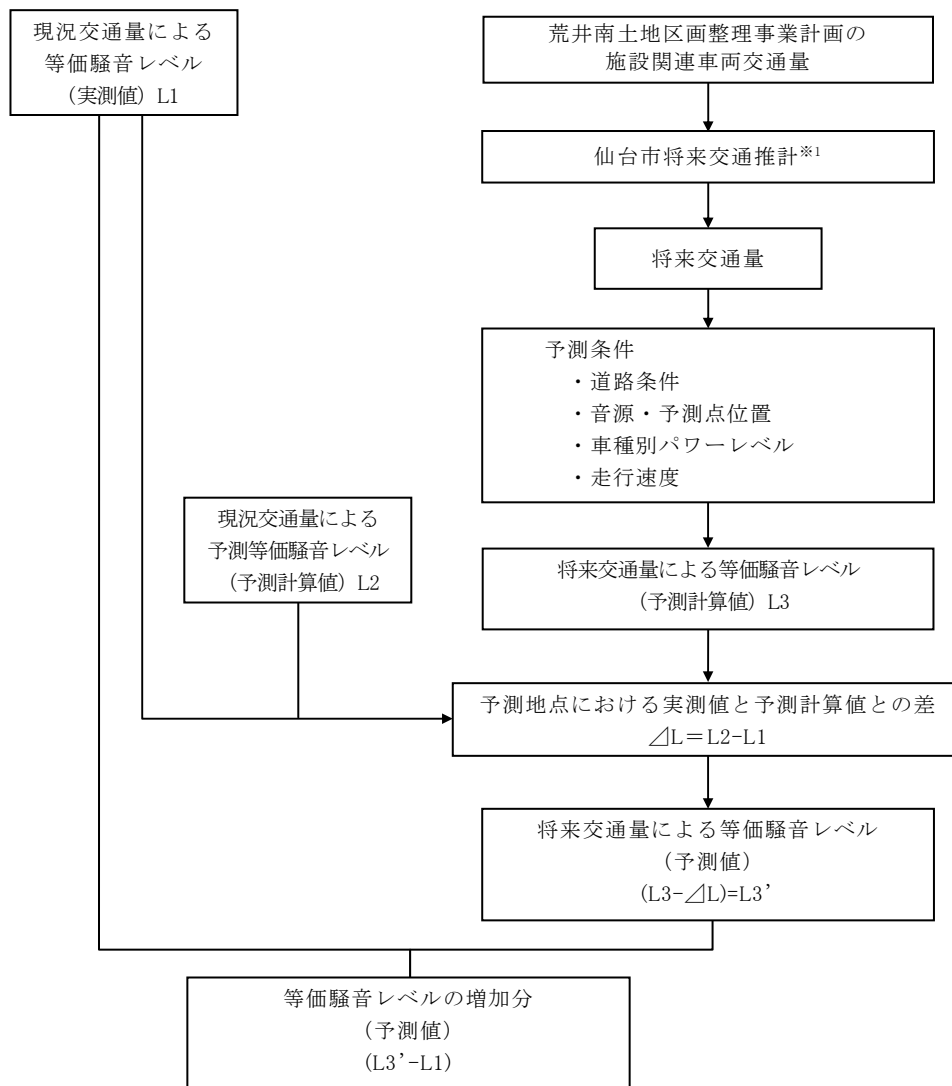 現況交通量による
等価騒音レベル
(実測値) L1
荒井南土地区画整理事業計画の
施設関連車両交通量
仙台市将来交通推計※1
将来交通量
予測条件
・道路条件
・音源・予測点位置
・車種別パワーレベル
・走行速度
現況交通量による
予測等価騒音レベル
(予測計算値) L2
将来交通量による等価騒音レベル
(予測計算値) L3
予測地点における実測値と予測計算値との差
⊿L＝L2-L1
将来交通量による等価騒音レベル
(予測値)
(L3-⊿L)=L3’
等価騒音レベルの増加分
(予測値)
(L3’-L1)